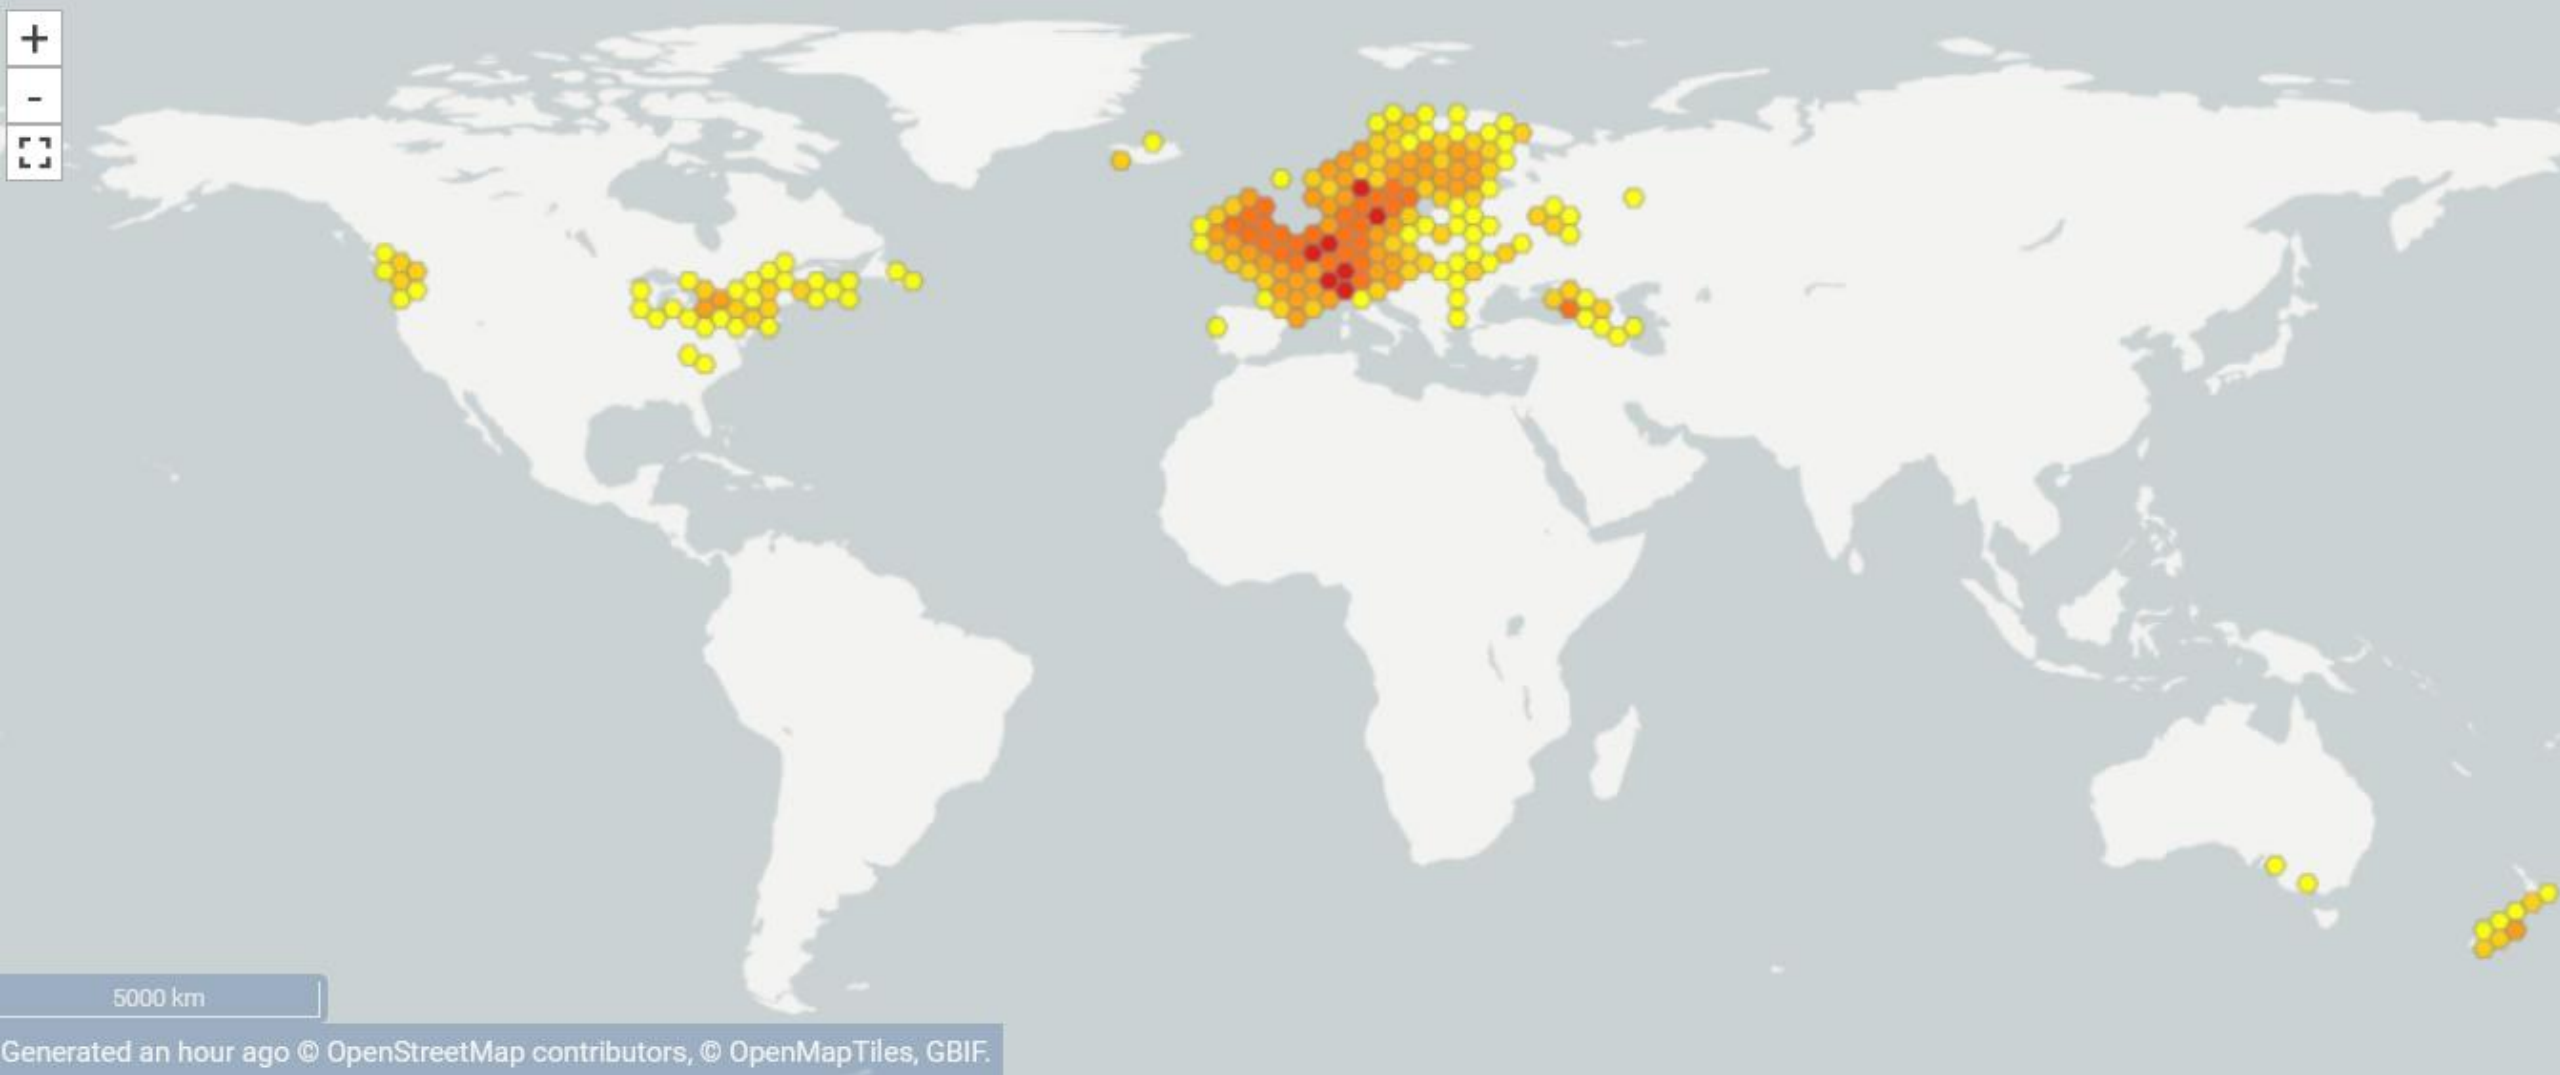 +
-
5000 km
Generated an hour ago © OpenStreetMap contributors, © OpenMapTiles, GBIF.